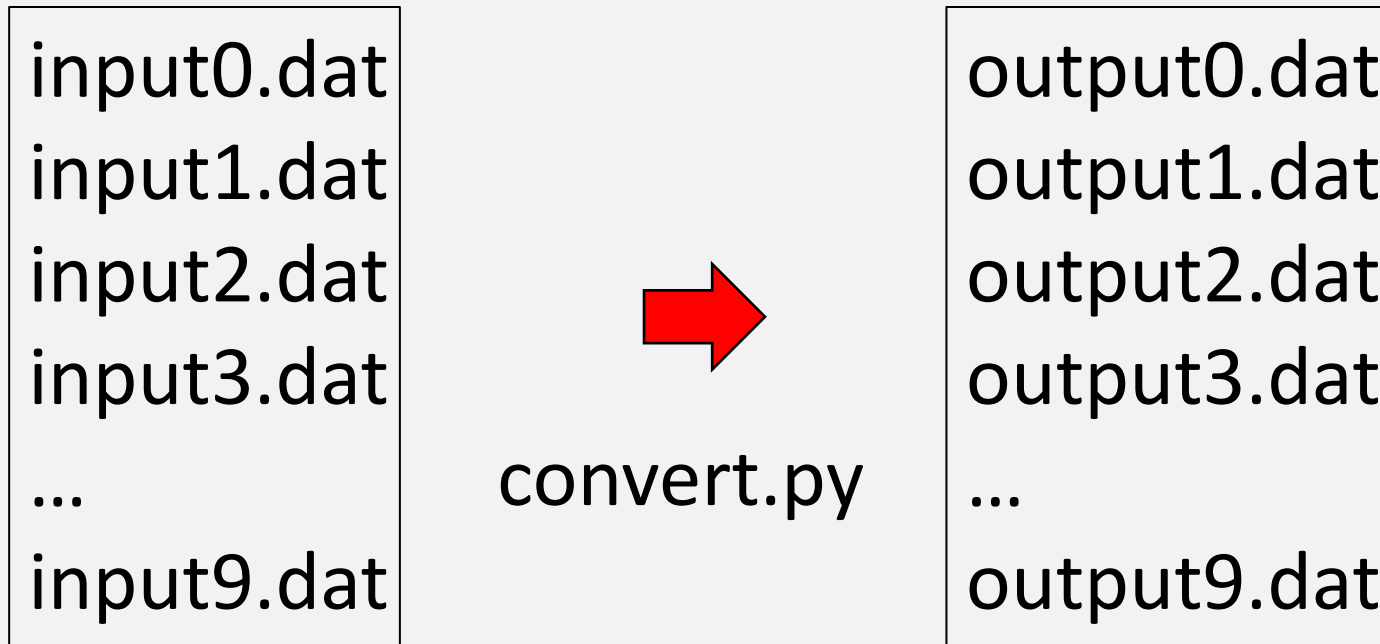 input0.dat
input1.dat
input2.dat
input3.dat
...
input9.dat
convert.py
output0.dat
output1.dat
output2.dat
output3.dat
...
output9.dat